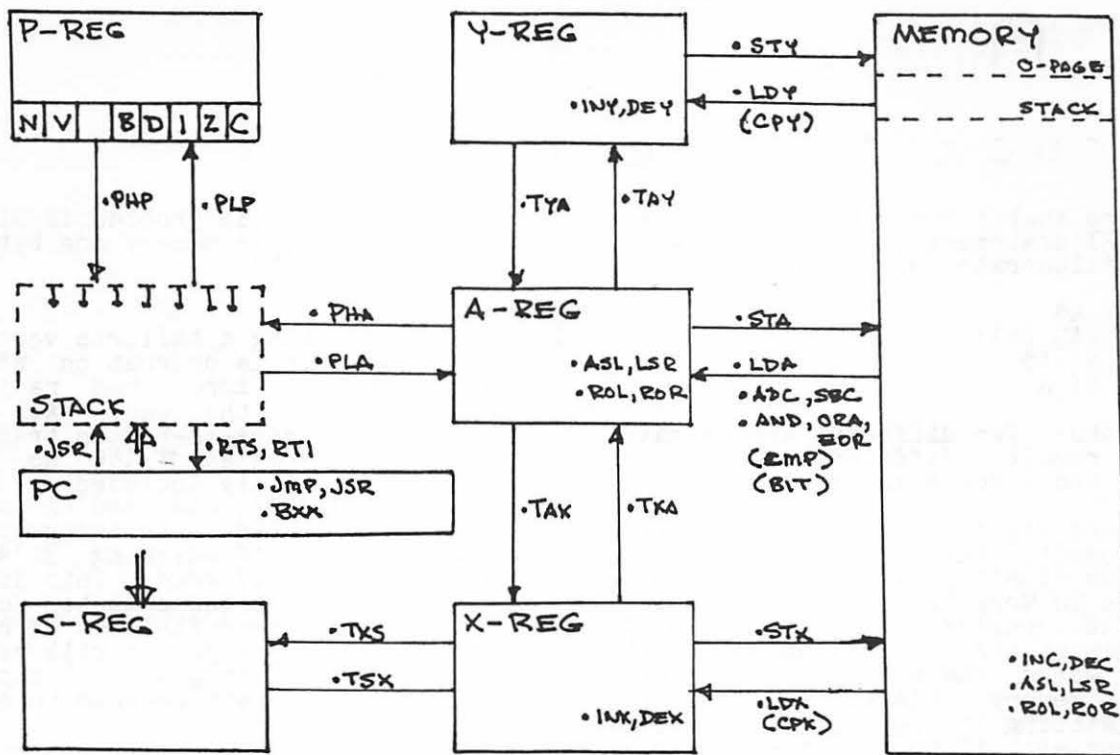 P-REG
N V B D I Z C
•PHP
•PLP
Y-REG
•INY, DEY
•STY
•LDY
(CPY)
MEMORY
0-PAGE
STACK
•TYA
•TAY
STACK
•PHA
•PLA
A-REG
•ASL, LSR
•ROL, ROR
•STA
•LDA
•ADC, SBC
•AND, ORA,
EOR
(CMP)
(BIT)
•JSR
•RTS, RTI
PC
•JMP, JSR
•BXX
•TAX
•TXA
S-REG
•TXS
•TSX
X-REG
•INX, DEX
•STX
•LDX
(CPX)
•INC, DEC
•ASL, LSR
•ROL, ROR